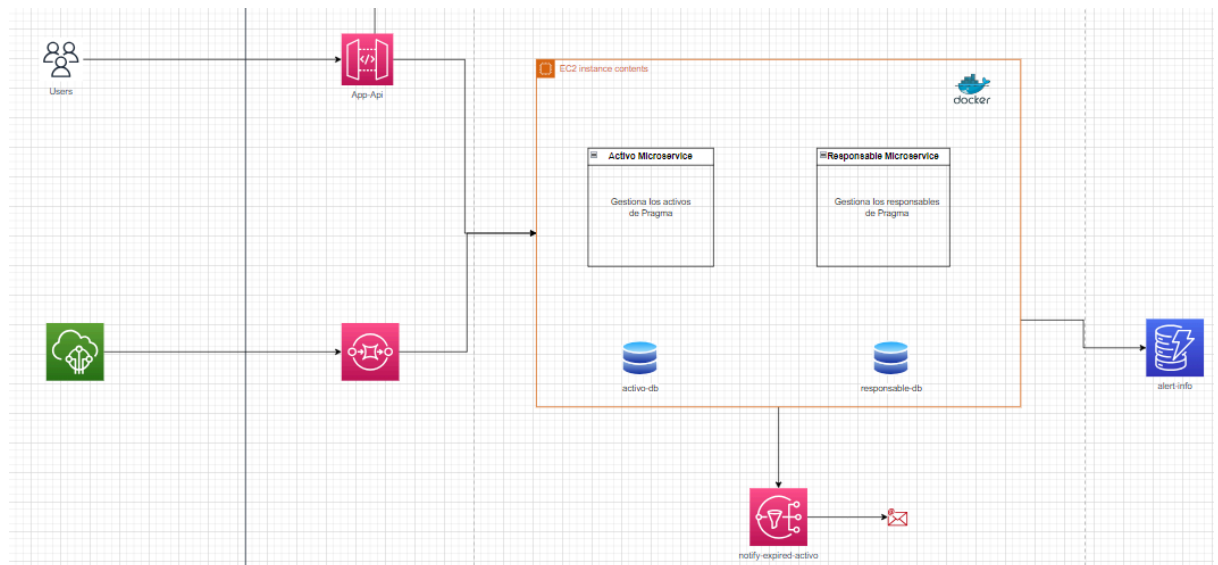 Users
App-Api
</>
EC2 instance contents
docker
Activo Microservice
Gestiona los activos
de Pragma
Responsable Microservice
Gestiona los responsables
de Pragma
activo-db
responsable-db
alert-info
notify-expired-activo
@